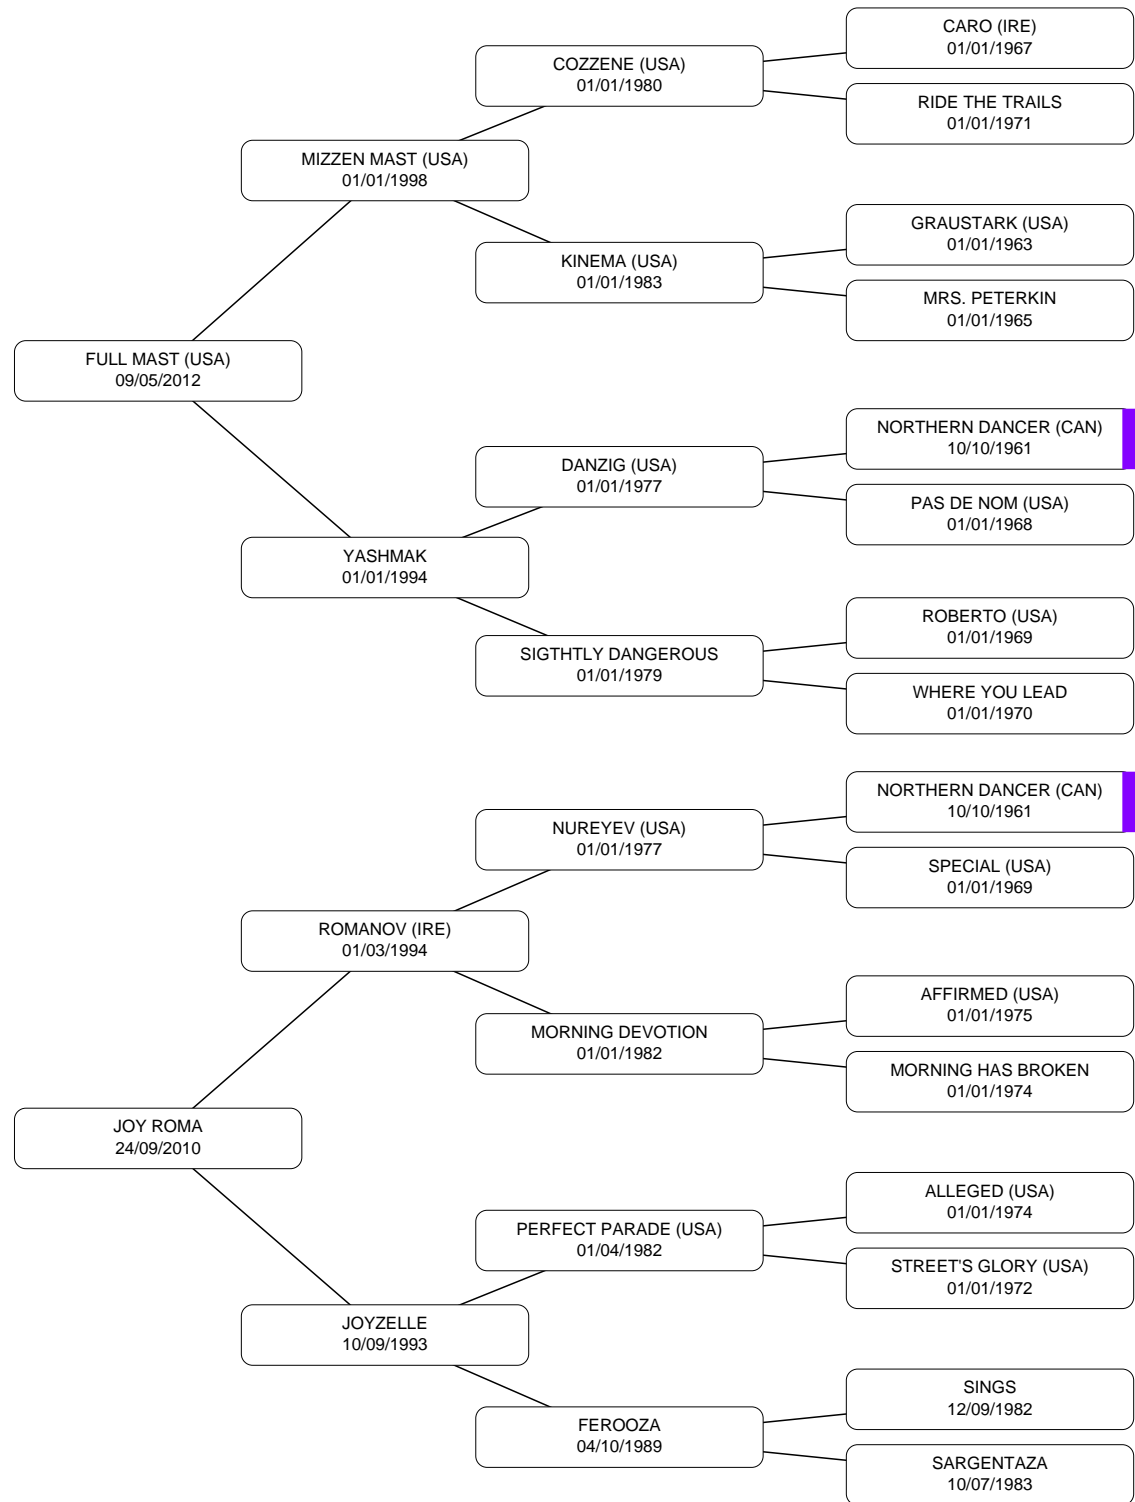 CARO (IRE)
01/01/1967
COZZENE (USA)
01/01/1980
RIDE THE TRAILS
01/01/1971
MIZZEN MAST (USA)
01/01/1998
GRAUSTARK (USA)
01/01/1963
KINEMA (USA)
01/01/1983
MRS. PETERKIN
01/01/1965
FULL MAST (USA)
09/05/2012
NORTHERN DANCER (CAN)
10/10/1961
DANZIG (USA)
01/01/1977
PAS DE NOM (USA)
01/01/1968
YASHMAK
01/01/1994
ROBERTO (USA)
01/01/1969
SIGTHTLY DANGEROUS
01/01/1979
WHERE YOU LEAD
01/01/1970
NORTHERN DANCER (CAN)
10/10/1961
NUREYEV (USA)
01/01/1977
SPECIAL (USA)
01/01/1969
ROMANOV (IRE)
01/03/1994
AFFIRMED (USA)
01/01/1975
MORNING DEVOTION
01/01/1982
MORNING HAS BROKEN
01/01/1974
JOY ROMA
24/09/2010
ALLEGED (USA)
01/01/1974
PERFECT PARADE (USA)
01/04/1982
STREET'S GLORY (USA)
01/01/1972
JOYZELLE
10/09/1993
SINGS
12/09/1982
FEROOZA
04/10/1989
SARGENTAZA
10/07/1983